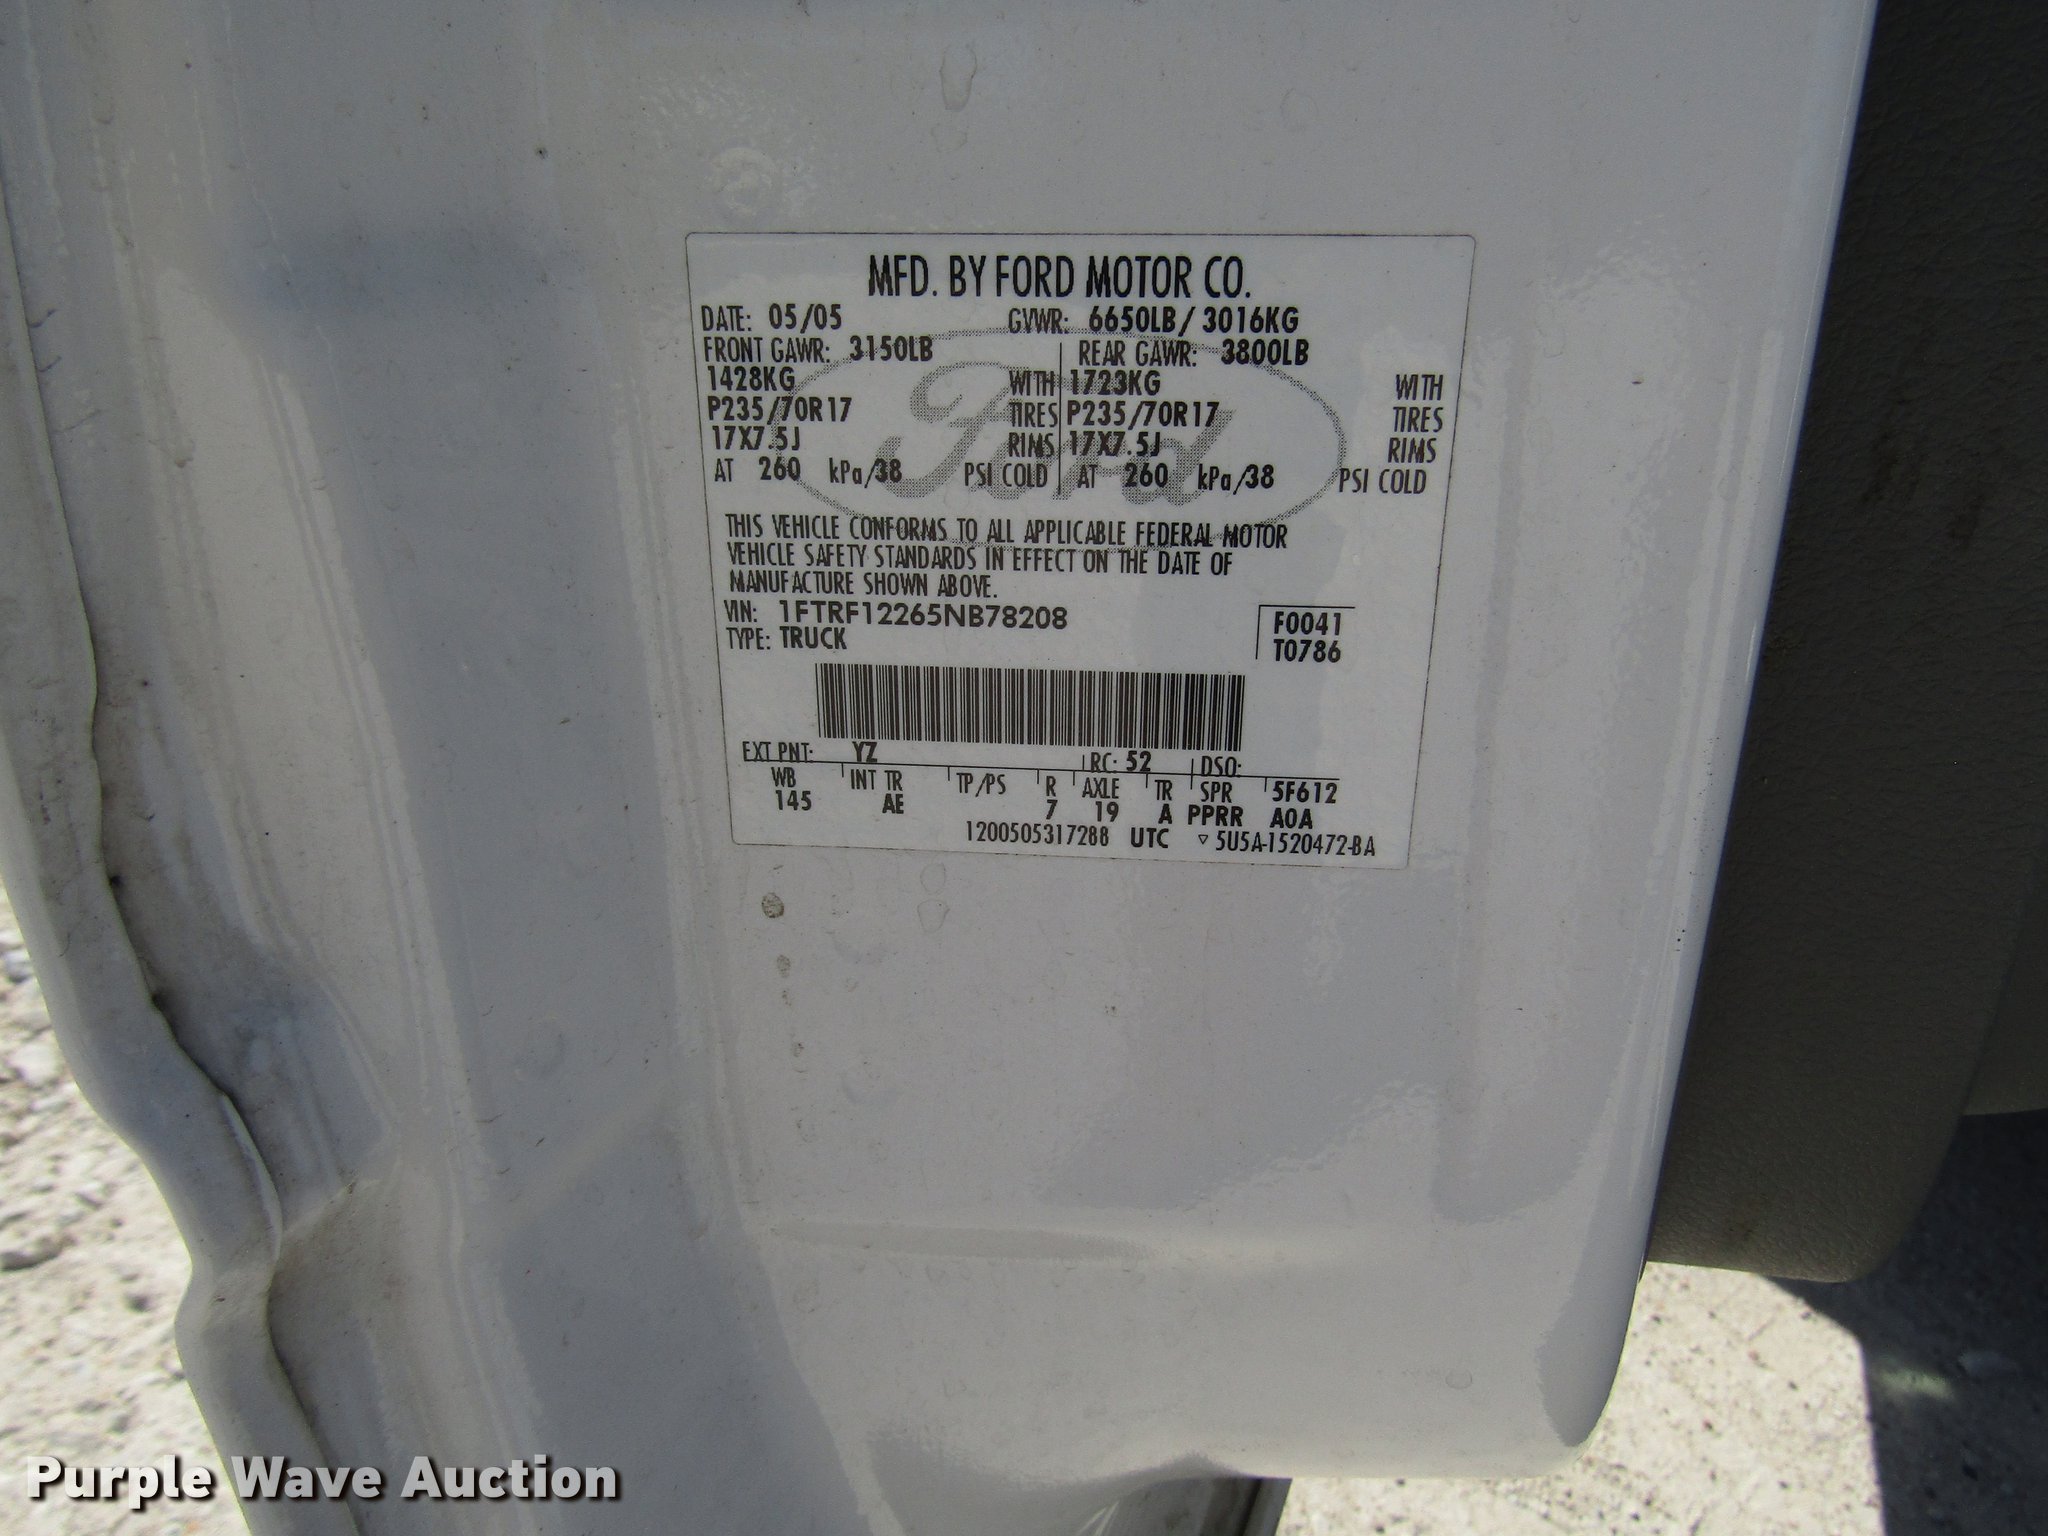 MFD. BY FORD MOTOR CO.
DATE: 05/05 GVWR: 6650LB/ 3016KG
FRONT GAWR: 3150LB REAR GAWR: 3800LB
1428KG WITH 1723KG WITH
P235/70R17 TIRES P235/70R17 TIRES
17X7.5J RIMS 17X7.5J RIMS
AT 260 kPa/38 PSI COLD AT 260 kPa/38 PSI COLD
Ford
THIS VEHICLE CONFORMS TO ALL APPLICABLE FEDERAL MOTOR
VEHICLE SAFETY STANDARDS IN EFFECT ON THE DATE OF
MANUFACTURE SHOWN ABOVE.
VIN: 1FTRF12265NB78208 F0041
TYPE: TRUCK T0786
EXT PNT: YZ RC: 52 DSO:
WB INT TR TP/PS R AXLE TR SPR 5F612
145 AE 7 19 A PPRR A0A
1200505317288 UTC ▽ 5U5A-1520472-BA
Purple Wave Auction